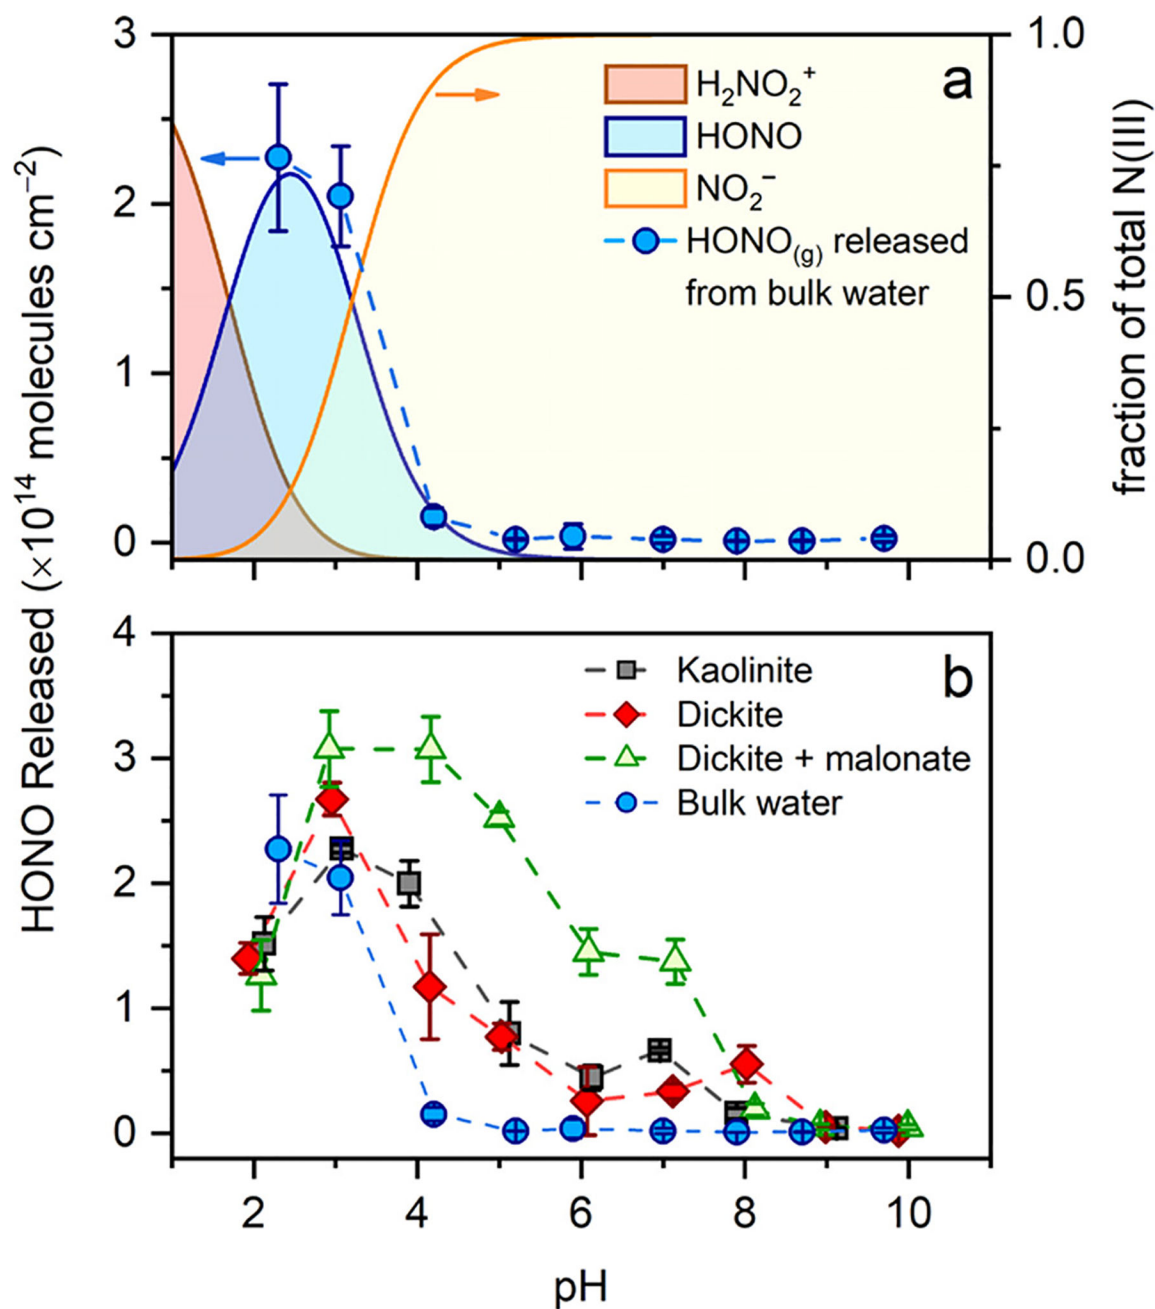 HONO Released (×10¹⁴ molecules cm⁻²)
3
2
1
0
a
H₂NO₂⁺
HONO
NO₂⁻
HONO₍g₎ released
from bulk water
1.0
0.5
0.0
fraction of total N(III)
4
3
2
1
0
b
Kaolinite
Dickite
Dickite + malonate
Bulk water
2 4 6 8 10
pH